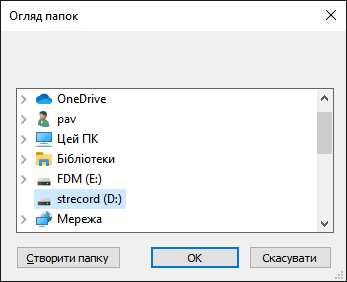 Огляд папок
OneDrive
pav
Цей ПК
Бібліотеки
FDM (E:)
strecord (D:)
Мережа
Створити папку
OK
Скасувати